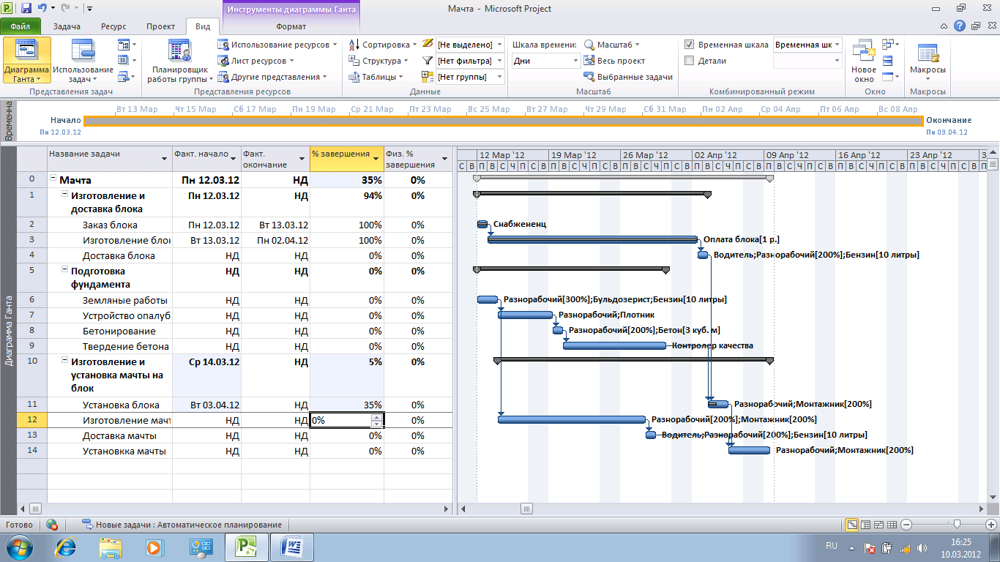 Инструменты диаграммы Ганта
Мачта - Microsoft Project
Файл Задача Ресурс Проект Вид Формат
Диаграмма Ганта
Использование задач
Представления задач
Планировщик работы группы
Использование ресурсов
Лист ресурсов
Другие представления
Представления ресурсов
Сортировка
Структура
Таблицы
[Не выделено]
[Нет фильтра]
[Нет группы]
Данные
Шкала времени:
Дни
Масштаб
Весь проект
Выбранные задачи
Масштаб
Временная шкала
Временная шк
Детали
Комбинированный режим
Новое окно
Окно
Макросы
Макросы
Временна
Вт 13 Мар Чт 15 Мар Сб 17 Мар Пн 19 Мар Ср 21 Мар Пт 23 Мар Вс 25 Мар Вт 27 Мар Чт 29 Мар Сб 31 Мар Пн 02 Апр Ср 04 Апр Пт 06 Апр Вс 08 Апр
Начало
Пн 12.03.12
Окончание
Пн 09.04.12
Диаграмма Ганта
Название задачи Факт. начало Факт. окончание % завершения Физ. % завершения
12 Мар '12 19 Мар '12 26 Мар '12 02 Апр '12 09 Апр '12 16 Апр '12 23 Апр '12 3
С В П В С Ч П С В П В С Ч П С В П В С Ч П С В П В С Ч П С В П В С Ч П С В П В С Ч П С В П В С Ч П С В П
0 Мачта Пн 12.03.12 НД 35% 0%
1 Изготовление и доставка блока Пн 12.03.12 НД 94% 0%
2 Заказ блока Пн 12.03.12 Вт 13.03.12 100% 0% Снабжененц
3 Изготовление блок Вт 13.03.12 Пн 02.04.12 100% 0% Оплата блока[1 р.]
4 Доставка блока НД НД 0% 0% Водитель;Разнорабочий[200%];Бензин[10 литры]
5 Подготовка фундамента НД НД 0% 0%
6 Земляные работы НД НД 0% 0% Разнорабочий[300%];Бульдозерист;Бензин[10 литры]
7 Устройство опалуб НД НД 0% 0% Разнорабочий;Плотник
8 Бетонирование НД НД 0% 0% Разнорабочий[200%];Бетон[3 куб. м]
9 Твердение бетона НД НД 0% 0% Контролер качества
10 Изготовление и установка мачты на блок Ср 14.03.12 НД 5% 0%
11 Установка блока Вт 03.04.12 НД 35% 0% Разнорабочий;Монтажник[200%]
12 Изготовление мачт НД НД 0% 0% Разнорабочий[200%];Монтажник[200%]
13 Доставка мачты НД НД 0% 0% Водитель;Разнорабочий[200%];Бензин[10 литры]
14 Установкка мачты НД НД 0% 0% Разнорабочий;Монтажник[200%]
Готово
Новые задачи : Автоматическое планирование
RU
16:25
10.03.2012